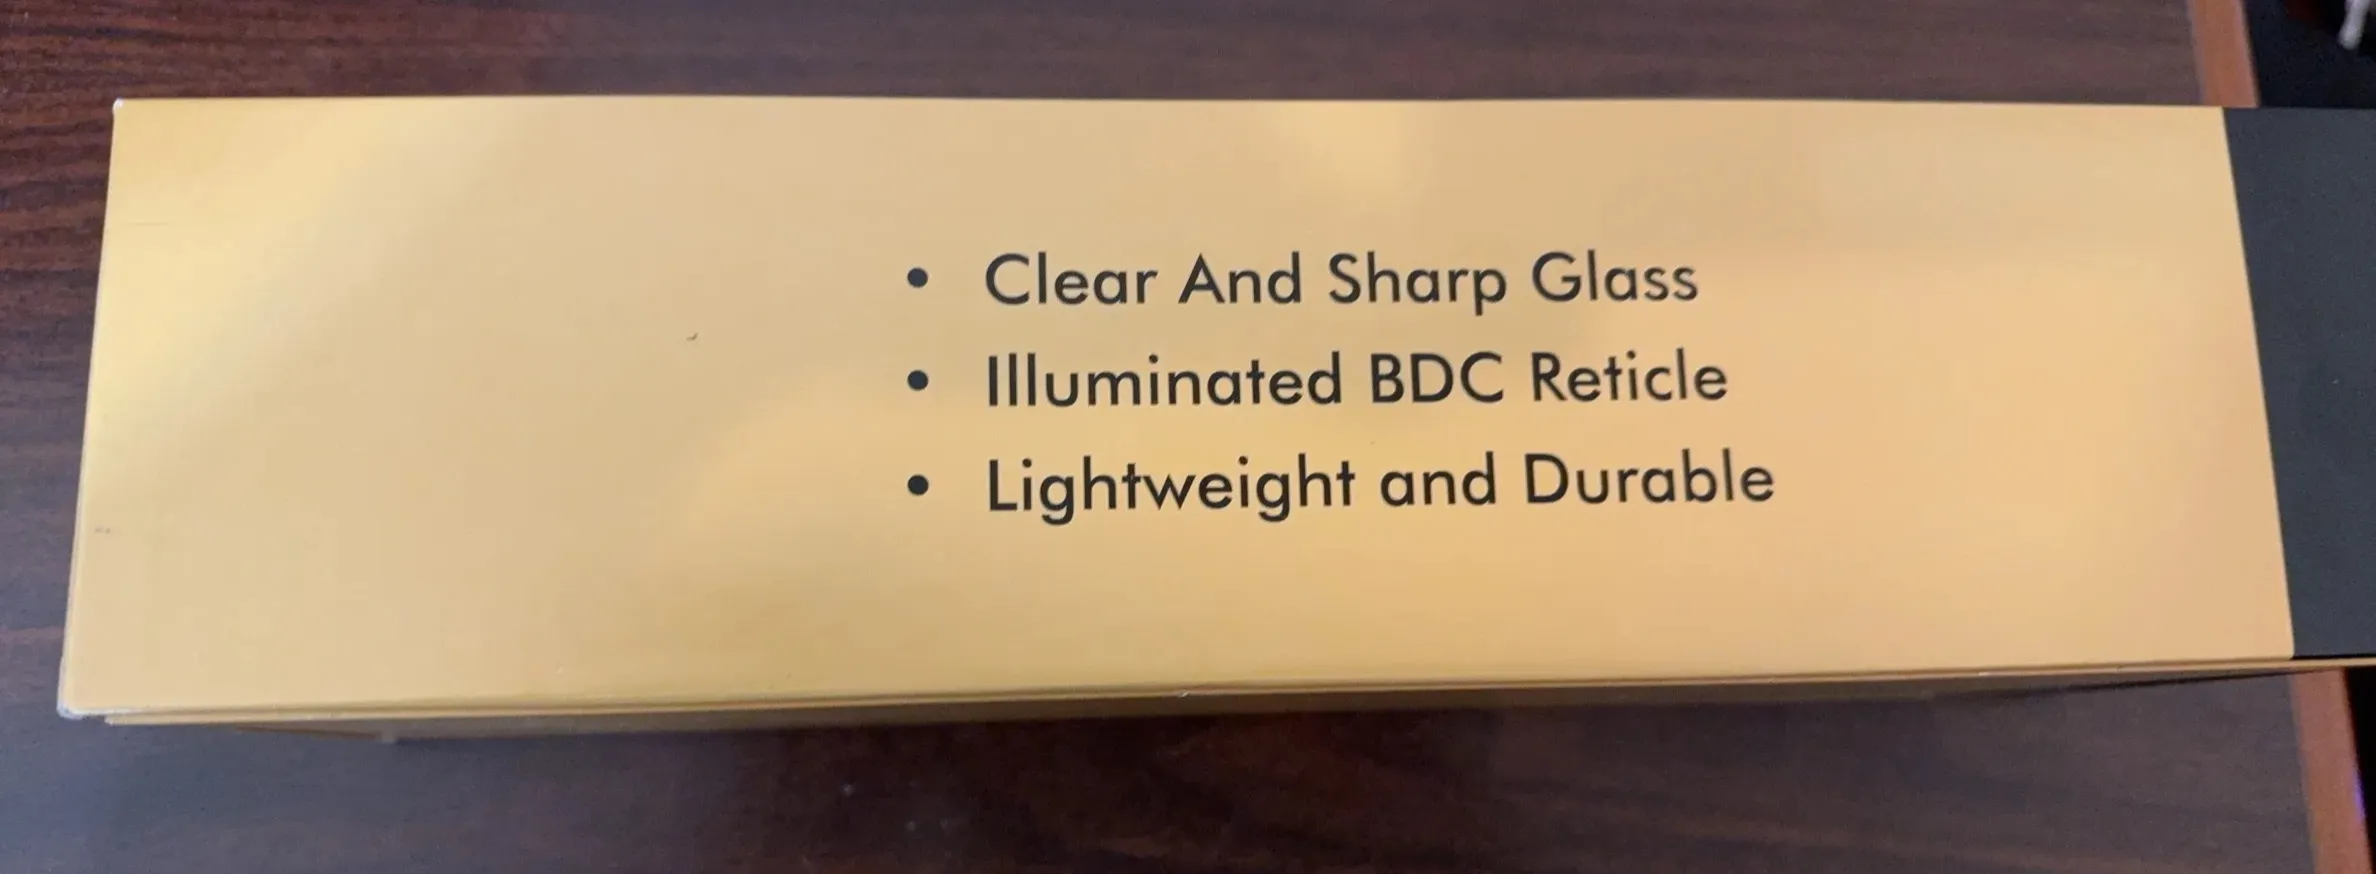 • Clear And Sharp Glass
• Illuminated BDC Reticle
• Lightweight and Durable